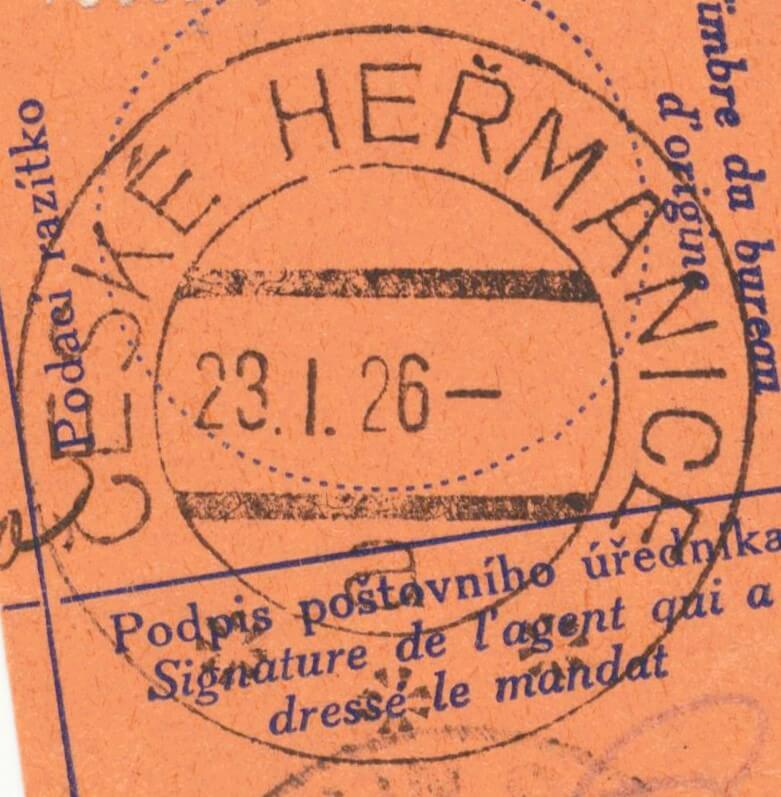 ČESKÉ HEŘMANICE
23.I.26–
a
Podací razítko
Timbre du bureau
d'origine
Podpis poštovního úředníka
Signature de l'agent qui a
dressé le mandat